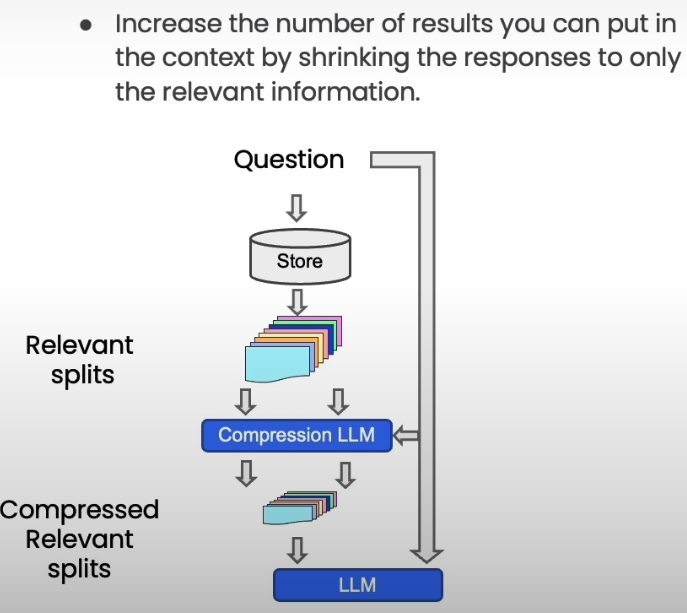 • Increase the number of results you can put in
the context by shrinking the responses to only
the relevant information.
Question
Store
Relevant
splits
Compression LLM
Compressed
Relevant
splits
LLM